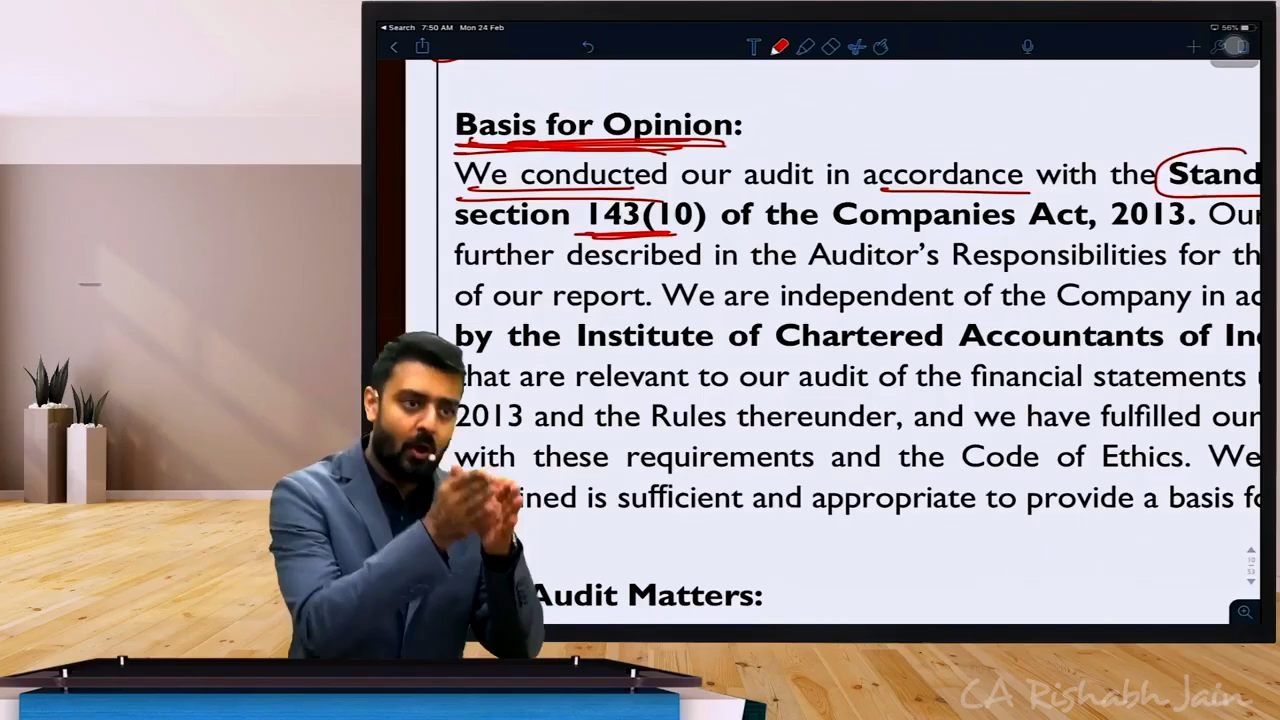 Search 7:50 AM Mon 24 Feb
56%
T
Basis for Opinion:
We conducted our audit in accordance with the Stand
section 143(10) of the Companies Act, 2013. Our
further described in the Auditor's Responsibilities for th
of our report. We are independent of the Company in ac
by the Institute of Chartered Accountants of In
that are relevant to our audit of the financial statements
2013 and the Rules thereunder, and we have fulfilled our
with these requirements and the Code of Ethics. We
ined is sufficient and appropriate to provide a basis fo
Audit Matters:
10
53
CA Rishabh Jain